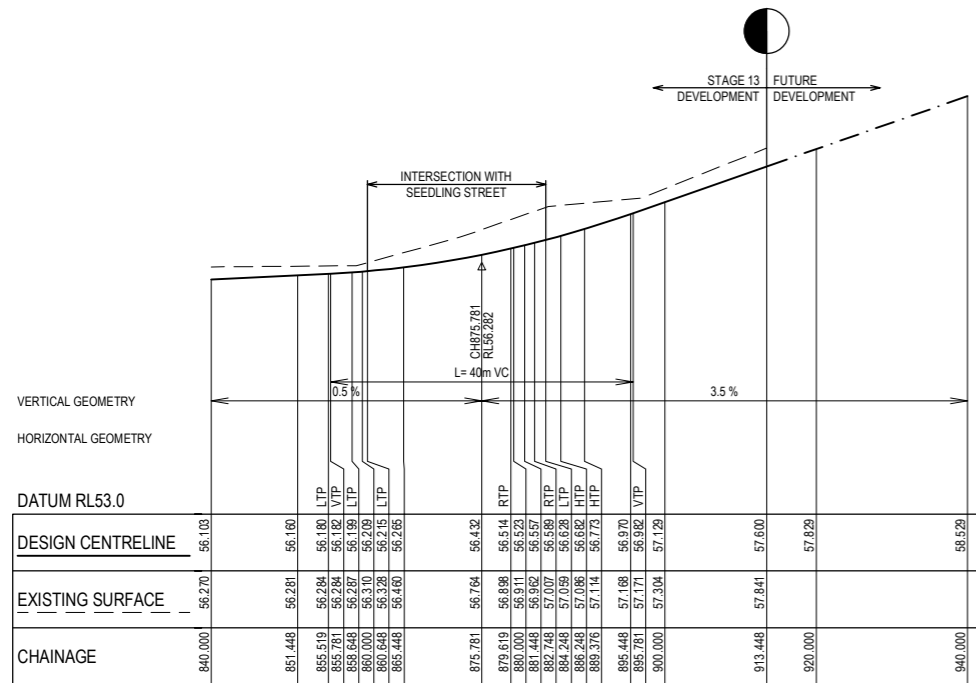 STAGE 13 FUTURE
DEVELOPMENT DEVELOPMENT
INTERSECTION WITH
SEEDLING STREET
CH875.781
RL56.282
L= 40m VC
0.5 %
3.5 %
VERTICAL GEOMETRY
HORIZONTAL GEOMETRY
LTP VTP LTP LTP RTP RTP LTP HTP HTP VTP
DATUM RL53.0
DESIGN CENTRELINE 56.103 56.160 56.180 56.182 56.199 56.209 56.215 56.265 56.432 56.514 56.523 56.557 56.589 56.628 56.682 56.773 56.970 56.982 57.129 57.600 57.829 58.529
EXISTING SURFACE 56.270 56.281 56.284 56.284 56.287 56.310 56.328 56.460 56.764 56.898 56.911 56.962 57.007 57.059 57.086 57.114 57.168 57.171 57.304 57.841
CHAINAGE 840.000 851.448 855.519 855.781 858.648 860.000 860.648 865.448 875.781 879.619 880.000 881.448 882.748 884.248 886.248 889.376 895.448 895.781 900.000 913.448 920.000 940.000